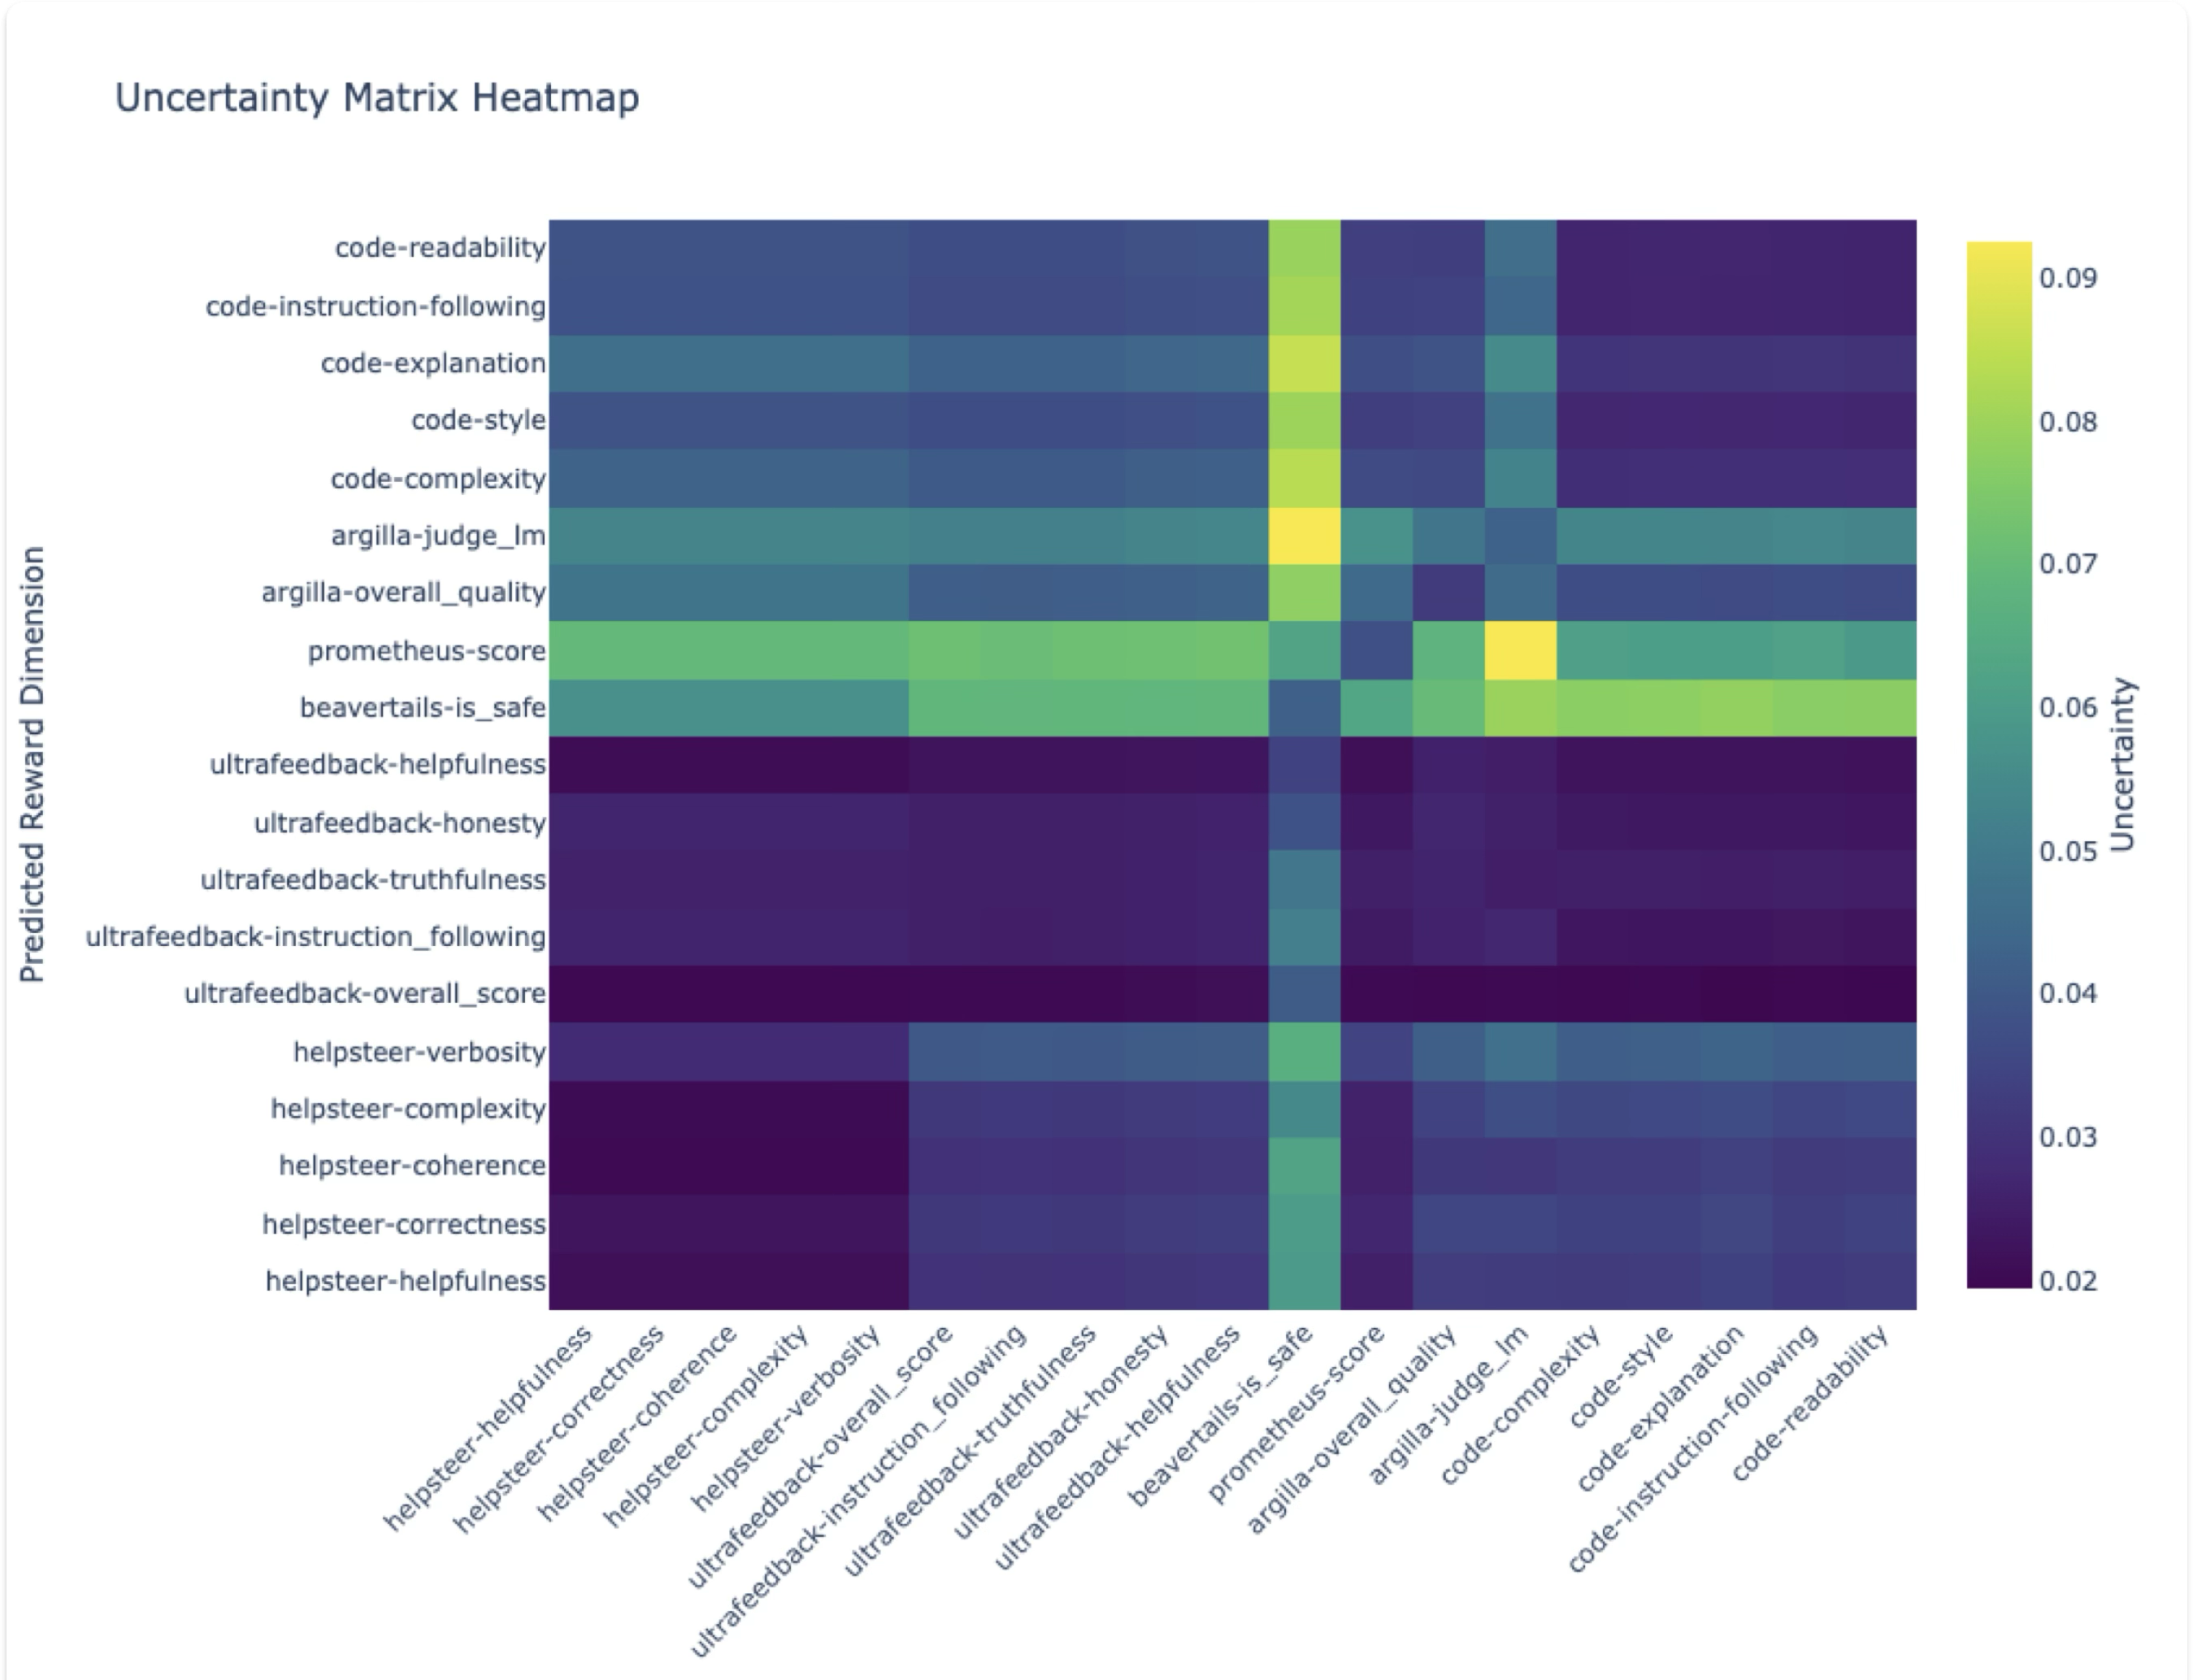 Uncertainty Matrix Heatmap
Predicted Reward Dimension
code-readability
code-instruction-following
code-explanation
code-style
code-complexity
argilla-judge_lm
argilla-overall_quality
prometheus-score
beavertails-is_safe
ultrafeedback-helpfulness
ultrafeedback-honesty
ultrafeedback-truthfulness
ultrafeedback-instruction_following
ultrafeedback-overall_score
helpsteer-verbosity
helpsteer-complexity
helpsteer-coherence
helpsteer-correctness
helpsteer-helpfulness
helpsteer-helpfulness
helpsteer-correctness
helpsteer-coherence
helpsteer-complexity
helpsteer-verbosity
ultrafeedback-overall_score
ultrafeedback-instruction_following
ultrafeedback-truthfulness
ultrafeedback-honesty
ultrafeedback-helpfulness
beavertails-is_safe
prometheus-score
argilla-overall_quality
argilla-judge_lm
code-complexity
code-style
code-explanation
code-instruction-following
code-readability
0.09
0.08
0.07
0.06
0.05
0.04
0.03
0.02
Uncertainty